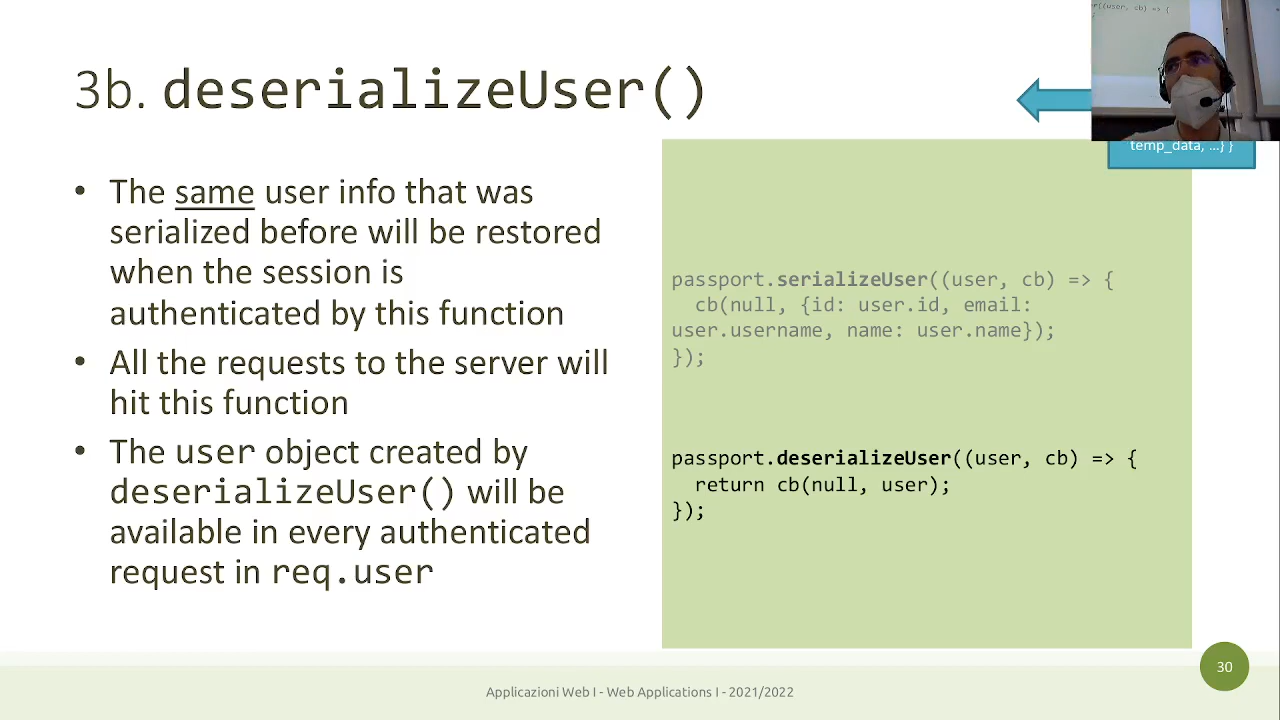 3b. deserializeUser()
temp_data, …} }
• The same user info that was
serialized before will be restored
when the session is
authenticated by this function
• All the requests to the server will
hit this function
• The user object created by
deserializeUser() will be
available in every authenticated
request in req.user
passport.serializeUser((user, cb) => {
cb(null, {id: user.id, email:
user.username, name: user.name});
});
passport.deserializeUser((user, cb) => {
return cb(null, user);
});
30
Applicazioni Web I - Web Applications I - 2021/2022